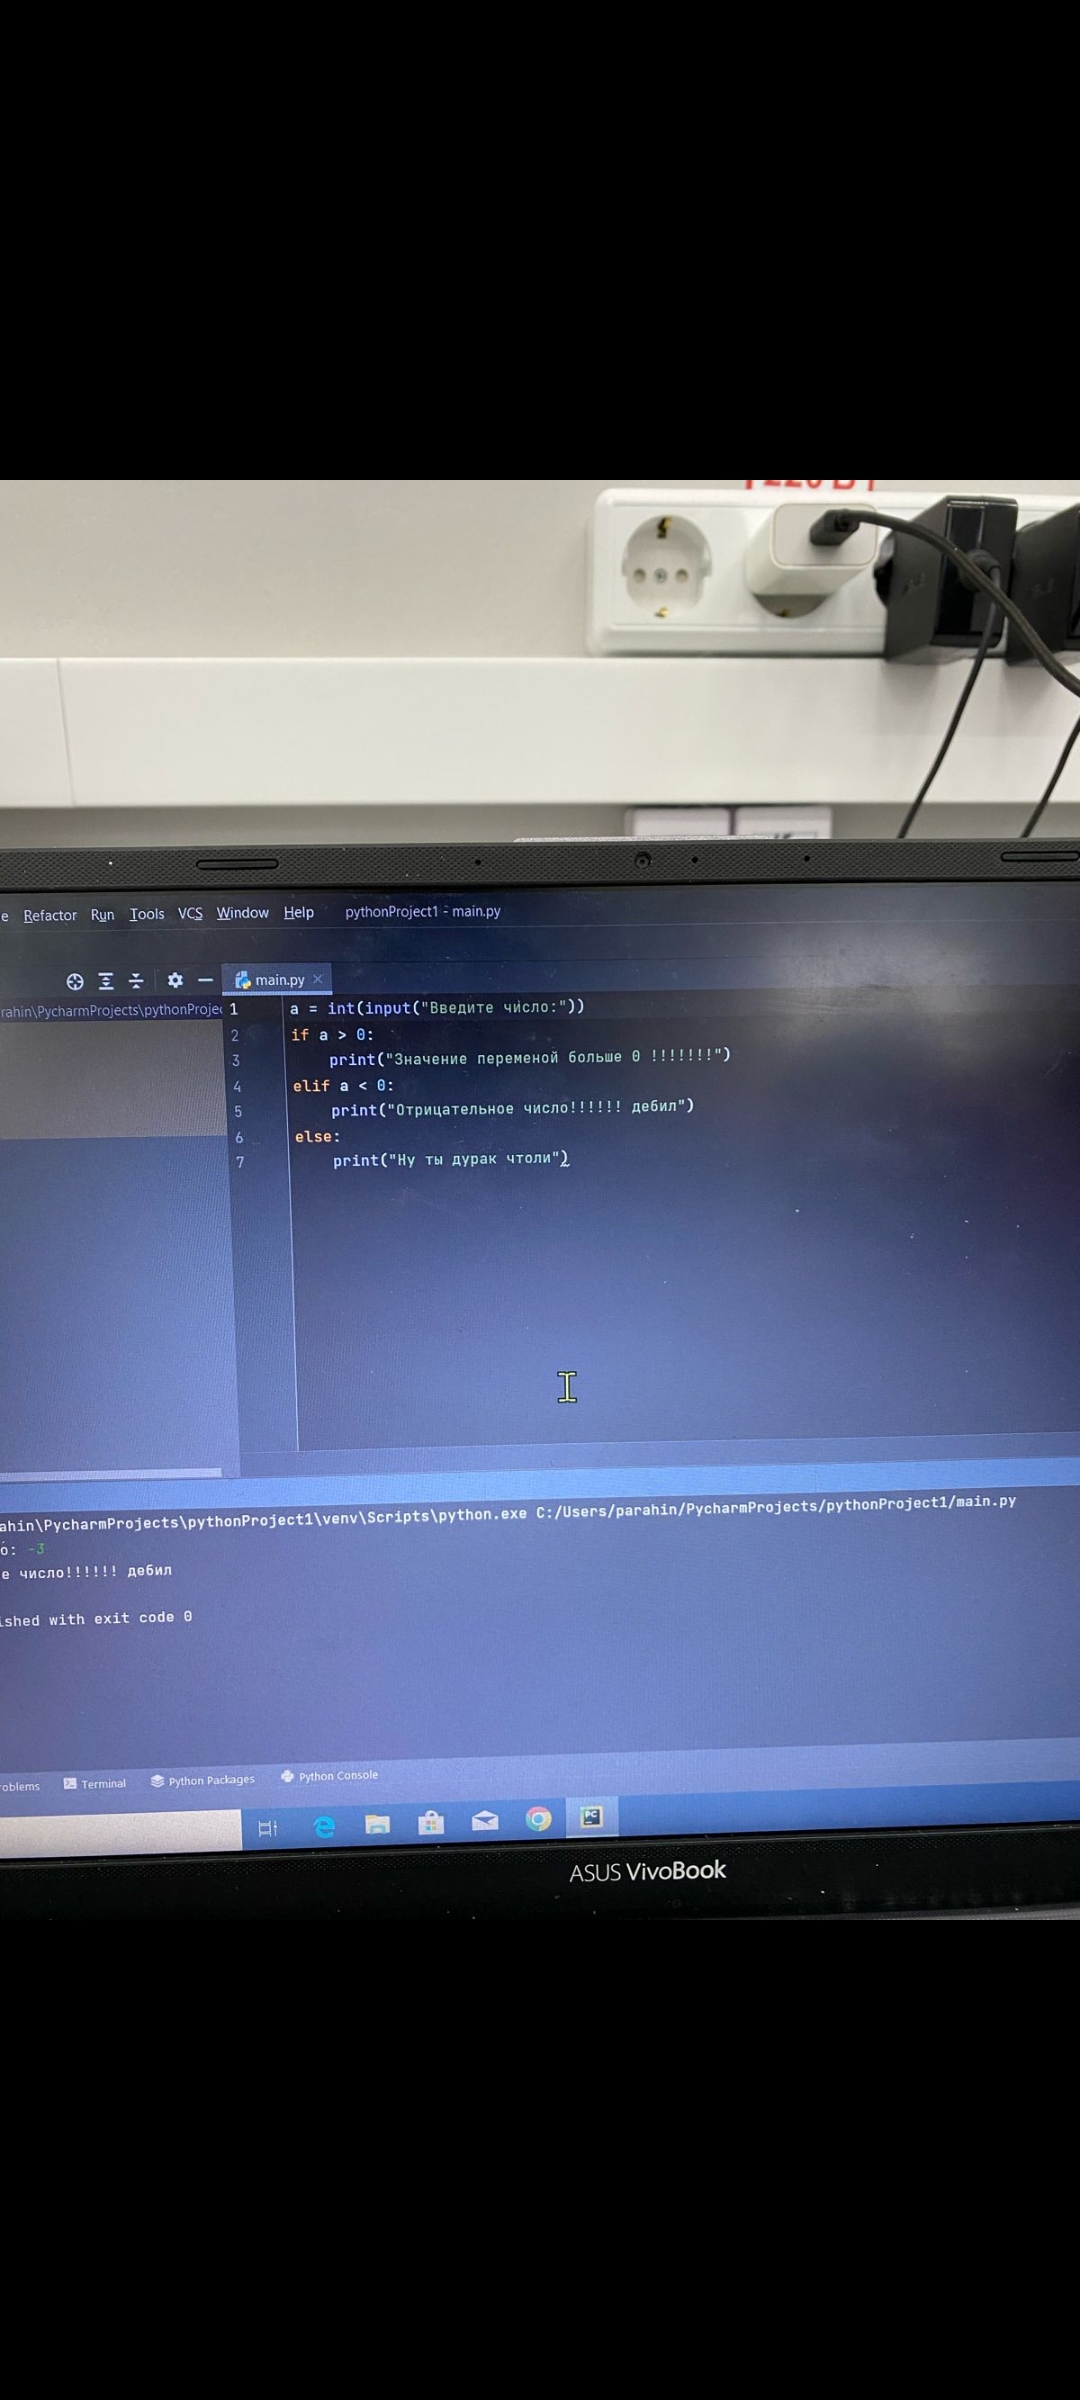 e Refactor Run Tools VCS Window Help pythonProject1 - main.py
main.py
rahin\PycharmProjects\pythonProjec
1 a = int(input("Введите число:"))
2 if a > 0:
3 print("Значение переменой больше 0 !!!!!!!")
4 elif a < 0:
5 print("Отрицательное число!!!!!! дебил")
6 else:
7 print("Ну ты дурак чтоли")
ahin\PycharmProjects\pythonProject1\venv\Scripts\python.exe C:/Users/parahin/PycharmProjects/pythonProject1/main.py
о: -3
е число!!!!!! дебил
ished with exit code 0
roblems Terminal Python Packages Python Console
PC
ASUS VivoBook